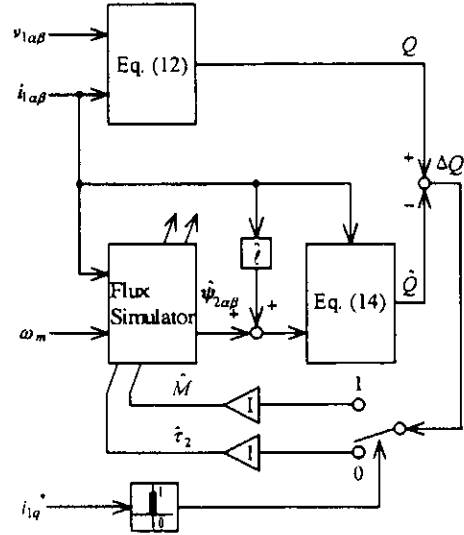 v₁αβ
Eq. (12)
Q
i₁αβ
+
ΔQ
−
ℓ̂
Flux
Simulator
ψ̂₂αβ
+
+
Eq. (14)
Q̂
ωₘ
M̂
I
1
τ̂₂
I
0
i₁q*
1
0